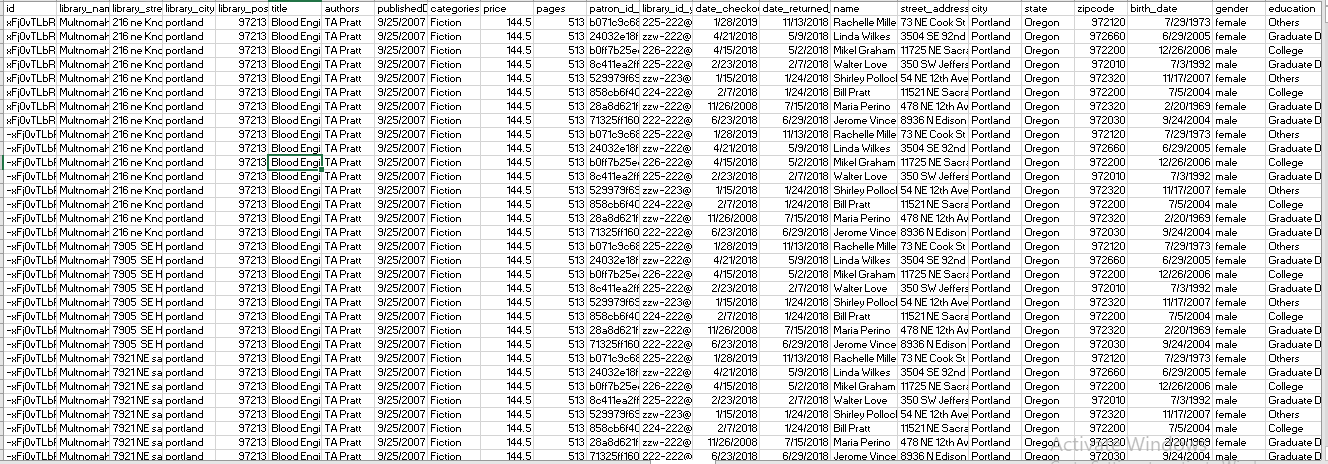 id library_nam library_stre library_city library_pos title authors publishedD categories price pages patron_id_ library_id_y date_checkou date_returned_ name street_address city state zipcode birth_date gender education
xFj0vTLbR Multnomah 216 ne Knc portland 97213 Blood Engi TA Pratt 9/25/2007 Fiction 144.5 513 b071c9c68 225-222@ 1/28/2019 11/13/2018 Rachelle Mille 73 NE Cook St Portland Oregon 972120 7/29/1973 female Others
xFj0vTLbR Multnomah 216 ne Knc portland 97213 Blood Engi TA Pratt 9/25/2007 Fiction 144.5 513 24032e18f zzw-222@ 4/21/2018 5/9/2018 Linda Wilkes 3504 SE 92nd Portland Oregon 972660 6/29/2005 female Graduate D
xFj0vTLbR Multnomah 216 ne Knc portland 97213 Blood Engi TA Pratt 9/25/2007 Fiction 144.5 513 b0ff7b25e 226-222@ 4/15/2018 5/2/2018 Mikel Graham 11725 NE Sacra Portland Oregon 972200 12/26/2006 male College
xFj0vTLbR Multnomah 216 ne Knc portland 97213 Blood Engi TA Pratt 9/25/2007 Fiction 144.5 513 8c411ea2ff 225-222@ 2/23/2018 2/7/2018 Walter Love 350 SW Jeffers Portland Oregon 972010 7/3/1992 male Graduate D
xFj0vTLbR Multnomah 216 ne Knc portland 97213 Blood Engi TA Pratt 9/25/2007 Fiction 144.5 513 529979f69 zzw-223@ 1/15/2018 1/24/2018 Shirley Polloc 54 NE 12th Ave Portland Oregon 972320 11/17/2007 female Others
xFj0vTLbR Multnomah 216 ne Knc portland 97213 Blood Engi TA Pratt 9/25/2007 Fiction 144.5 513 858cb6f40 zzw-222@ 2/7/2018 1/24/2018 Bill Pratt 11521 NE Sacra Portland Oregon 972200 7/5/2004 male College
xFj0vTLbR Multnomah 216 ne Knc portland 97213 Blood Engi TA Pratt 9/25/2007 Fiction 144.5 513 28a8d621f zzw-222@ 11/26/2008 7/15/2018 Maria Perino 478 NE 12th Av Portland Oregon 972320 2/20/1969 female Graduate D
xFj0vTLbR Multnomah 216 ne Knc portland 97213 Blood Engi TA Pratt 9/25/2007 Fiction 144.5 513 71325ff160 222-222@ 6/23/2018 6/29/2018 Jerome Vince 8936 N Edison Portland Oregon 972030 9/24/2004 male Graduate D
-xFj0vTLbF Multnomah 216 ne Knc portland 97213 Blood Engi TA Pratt 9/25/2007 Fiction 144.5 513 b071c9c68 225-222@ 1/28/2019 11/13/2018 Rachelle Mille 73 NE Cook St Portland Oregon 972120 7/29/1973 female Others
-xFj0vTLbF Multnomah 216 ne Knc portland 97213 Blood Engi TA Pratt 9/25/2007 Fiction 144.5 513 24032e18f zzw-222@ 4/21/2018 5/9/2018 Linda Wilkes 3504 SE 92nd Portland Oregon 972660 6/29/2005 female Graduate D
-xFj0vTLbF Multnomah 216 ne Knc portland 97213 Blood Engi TA Pratt 9/25/2007 Fiction 144.5 513 b0ff7b25e 226-222@ 4/15/2018 5/2/2018 Mikel Graham 11725 NE Sacra Portland Oregon 972200 12/26/2006 male College
-xFj0vTLbF Multnomah 216 ne Knc portland 97213 Blood Engi TA Pratt 9/25/2007 Fiction 144.5 513 8c411ea2ff 225-222@ 2/23/2018 2/7/2018 Walter Love 350 SW Jeffers Portland Oregon 972010 7/3/1992 male Graduate D
-xFj0vTLbF Multnomah 216 ne Knc portland 97213 Blood Engi TA Pratt 9/25/2007 Fiction 144.5 513 529979f69 zzw-223@ 1/15/2018 1/24/2018 Shirley Polloc 54 NE 12th Ave Portland Oregon 972320 11/17/2007 female Others
-xFj0vTLbF Multnomah 216 ne Knc portland 97213 Blood Engi TA Pratt 9/25/2007 Fiction 144.5 513 858cb6f40 zzw-222@ 2/7/2018 1/24/2018 Bill Pratt 11521 NE Sacra Portland Oregon 972200 7/5/2004 male College
-xFj0vTLbF Multnomah 216 ne Knc portland 97213 Blood Engi TA Pratt 9/25/2007 Fiction 144.5 513 28a8d621f zzw-222@ 11/26/2008 7/15/2018 Maria Perino 478 NE 12th Av Portland Oregon 972320 2/20/1969 female Graduate D
-xFj0vTLbF Multnomah 216 ne Knc portland 97213 Blood Engi TA Pratt 9/25/2007 Fiction 144.5 513 71325ff160 222-222@ 6/23/2018 6/29/2018 Jerome Vince 8936 N Edison Portland Oregon 972030 9/24/2004 male Graduate D
-xFj0vTLbF Multnomah 7905 SE H portland 97213 Blood Engi TA Pratt 9/25/2007 Fiction 144.5 513 b071c9c68 225-222@ 1/28/2019 11/13/2018 Rachelle Mille 73 NE Cook St Portland Oregon 972120 7/29/1973 female Others
-xFj0vTLbF Multnomah 7905 SE H portland 97213 Blood Engi TA Pratt 9/25/2007 Fiction 144.5 513 24032e18f zzw-222@ 4/21/2018 5/9/2018 Linda Wilkes 3504 SE 92nd Portland Oregon 972660 6/29/2005 female Graduate D
-xFj0vTLbF Multnomah 7905 SE H portland 97213 Blood Engi TA Pratt 9/25/2007 Fiction 144.5 513 b0ff7b25e 226-222@ 4/15/2018 5/2/2018 Mikel Graham 11725 NE Sacra Portland Oregon 972200 12/26/2006 male College
-xFj0vTLbF Multnomah 7905 SE H portland 97213 Blood Engi TA Pratt 9/25/2007 Fiction 144.5 513 8c411ea2ff 225-222@ 2/23/2018 2/7/2018 Walter Love 350 SW Jeffers Portland Oregon 972010 7/3/1992 male Graduate D
-xFj0vTLbF Multnomah 7905 SE H portland 97213 Blood Engi TA Pratt 9/25/2007 Fiction 144.5 513 529979f69 zzw-223@ 1/15/2018 1/24/2018 Shirley Polloc 54 NE 12th Ave Portland Oregon 972320 11/17/2007 female Others
-xFj0vTLbF Multnomah 7905 SE H portland 97213 Blood Engi TA Pratt 9/25/2007 Fiction 144.5 513 858cb6f40 zzw-222@ 2/7/2018 1/24/2018 Bill Pratt 11521 NE Sacra Portland Oregon 972200 7/5/2004 male College
-xFj0vTLbF Multnomah 7905 SE H portland 97213 Blood Engi TA Pratt 9/25/2007 Fiction 144.5 513 28a8d621f zzw-222@ 11/26/2008 7/15/2018 Maria Perino 478 NE 12th Av Portland Oregon 972320 2/20/1969 female Graduate D
-xFj0vTLbF Multnomah 7905 SE H portland 97213 Blood Engi TA Pratt 9/25/2007 Fiction 144.5 513 71325ff160 222-222@ 6/23/2018 6/29/2018 Jerome Vince 8936 N Edison Portland Oregon 972030 9/24/2004 male Graduate D
-xFj0vTLbF Multnomah 7921 NE sa portland 97213 Blood Engi TA Pratt 9/25/2007 Fiction 144.5 513 b071c9c68 225-222@ 1/28/2019 11/13/2018 Rachelle Mille 73 NE Cook St Portland Oregon 972120 7/29/1973 female Others
-xFj0vTLbF Multnomah 7921 NE sa portland 97213 Blood Engi TA Pratt 9/25/2007 Fiction 144.5 513 24032e18f zzw-222@ 4/21/2018 5/9/2018 Linda Wilkes 3504 SE 92nd Portland Oregon 972660 6/29/2005 female Graduate D
-xFj0vTLbF Multnomah 7921 NE sa portland 97213 Blood Engi TA Pratt 9/25/2007 Fiction 144.5 513 b0ff7b25e 226-222@ 4/15/2018 5/2/2018 Mikel Graham 11725 NE Sacra Portland Oregon 972200 12/26/2006 male College
-xFj0vTLbF Multnomah 7921 NE sa portland 97213 Blood Engi TA Pratt 9/25/2007 Fiction 144.5 513 8c411ea2ff 225-222@ 2/23/2018 2/7/2018 Walter Love 350 SW Jeffers Portland Oregon 972010 7/3/1992 male Graduate D
-xFj0vTLbF Multnomah 7921 NE sa portland 97213 Blood Engi TA Pratt 9/25/2007 Fiction 144.5 513 529979f69 zzw-223@ 1/15/2018 1/24/2018 Shirley Polloc 54 NE 12th Ave Portland Oregon 972320 11/17/2007 female Others
-xFj0vTLbF Multnomah 7921 NE sa portland 97213 Blood Engi TA Pratt 9/25/2007 Fiction 144.5 513 858cb6f40 zzw-222@ 2/7/2018 1/24/2018 Bill Pratt 11521 NE Sacra Portland Oregon 972200 7/5/2004 male College
-xFj0vTLbF Multnomah 7921 NE sa portland 97213 Blood Engi TA Pratt 9/25/2007 Fiction 144.5 513 28a8d621f zzw-222@ 11/26/2008 7/15/2018 Maria Perino 478 NE 12th Av Portland Oregon 972320 2/20/1969 female Graduate D
-xFj0vTLbF Multnomah 7921 NE sa portland 97213 Blood Engi TA Pratt 9/25/2007 Fiction 144.5 513 71325ff160 222-222@ 6/23/2018 6/29/2018 Jerome Vince 8936 N Edison Portland Oregon 972030 9/24/2004 male Graduate D
Activate Windows